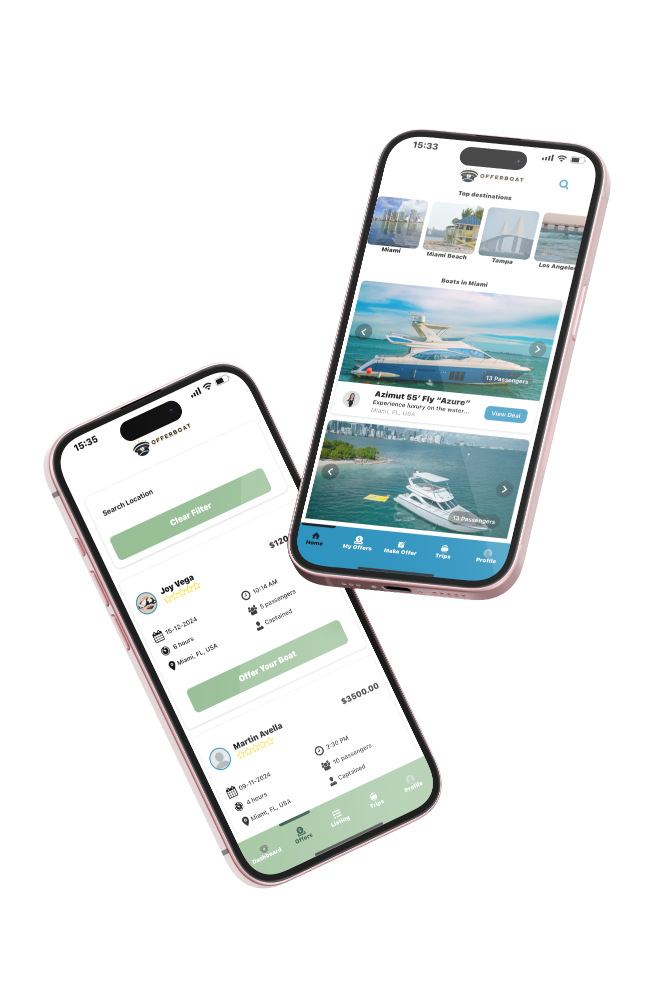 15:33
OFFERBOAT
Top destinations
Miami
Miami Beach
Tampa
Los Angele
Boats in Miami
13 Passengers
Azimut 55' Fly "Azure"
Experience luxury on the water...
Miami, FL, USA
View Deal
13 Passengers
Home
My Offers
Make Offer
Trips
Profile
15:35
OFFERBOAT
Search Location
Clear Filter
$120
Joy Vega
15-12-2024
10:14 AM
6 hours
5 passengers
Miami, FL, USA
Captained
Offer Your Boat
$3500.00
Martin Avella
09-11-2024
2:30 PM
4 hours
10 passengers
Miami, FL, USA
Captained
Dashboard
Offers
Listing
Trips
Profile